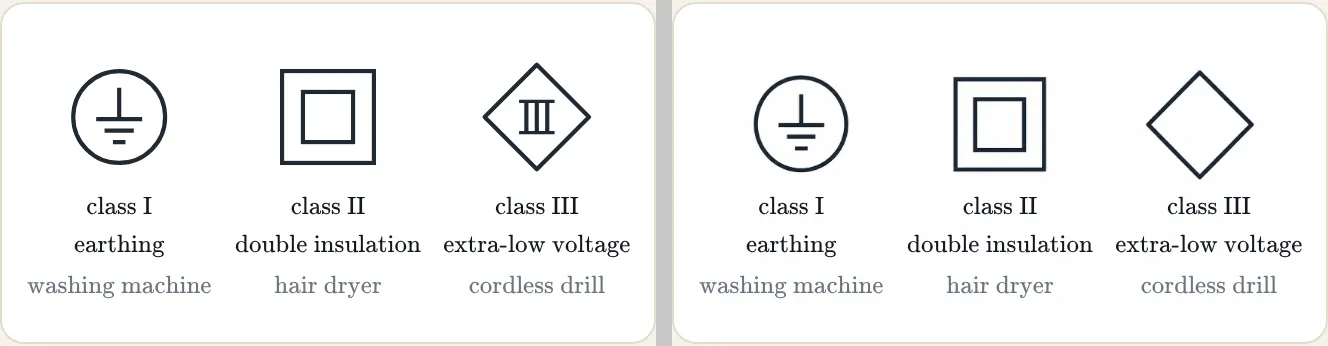 III
class I
class II
class III
earthing
double insulation
extra-low voltage
washing machine
hair dryer
cordless drill
class I
class II
class III
earthing
double insulation
extra-low voltage
washing machine
hair dryer
cordless drill